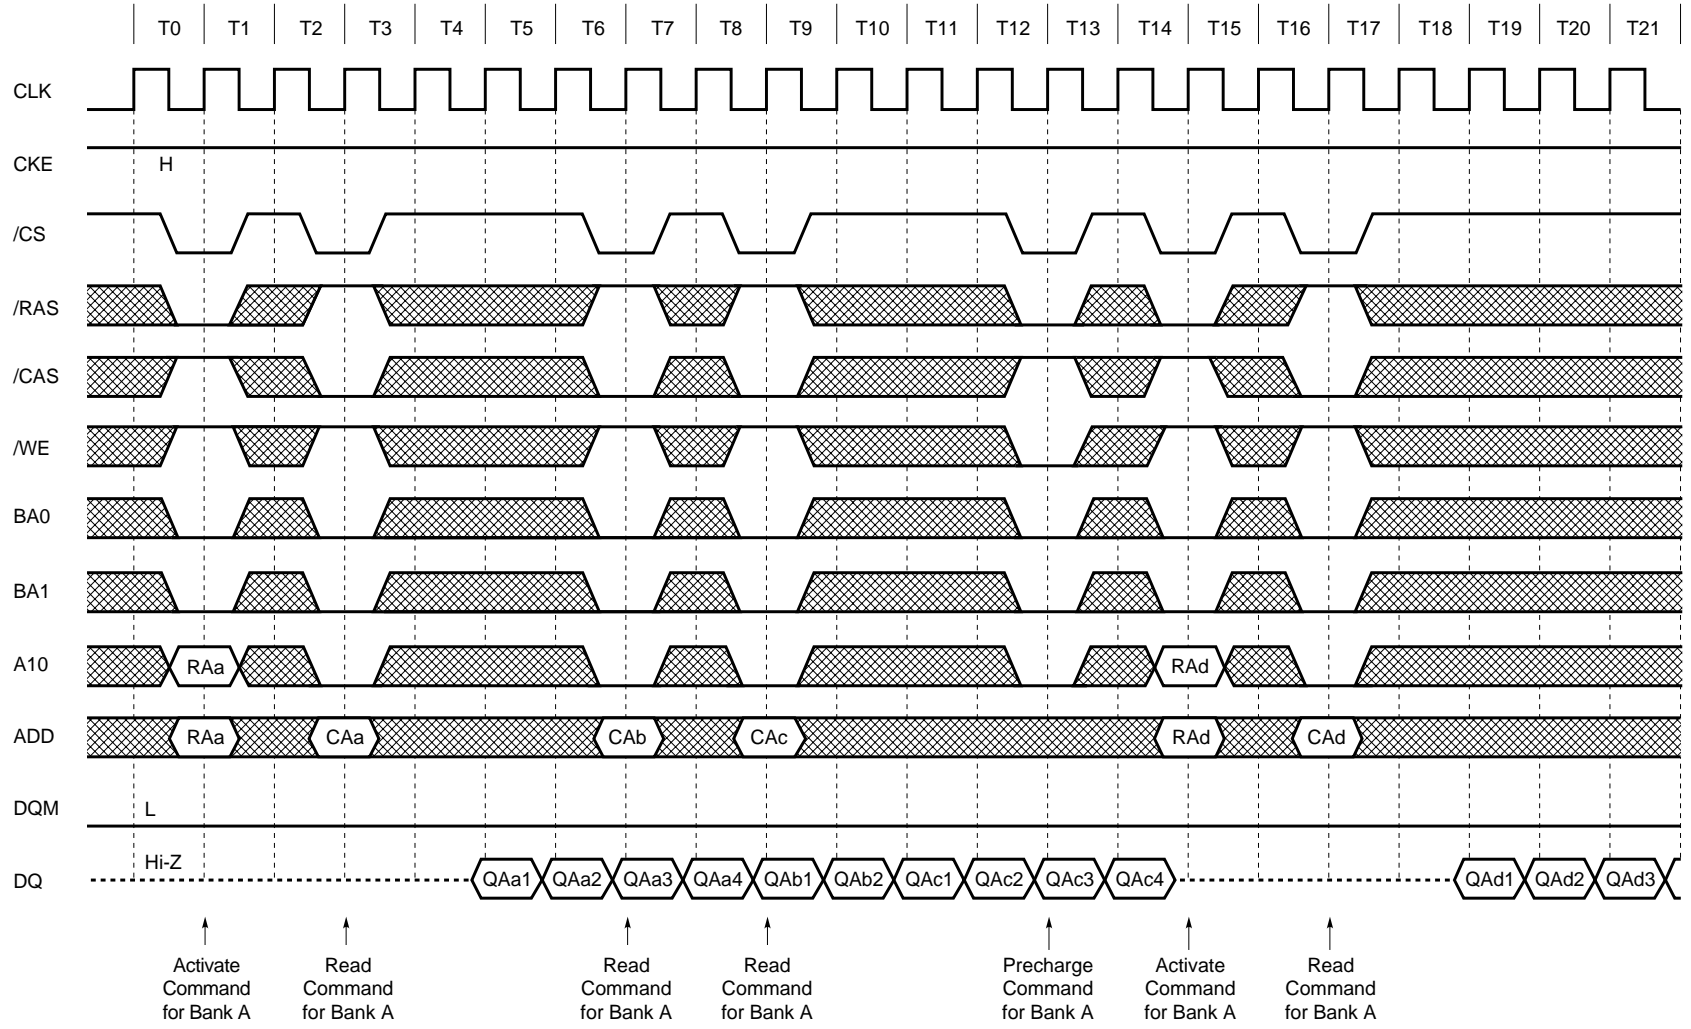 T0 T1 T2 T3 T4 T5 T6 T7 T8 T9 T10 T11 T12 T13 T14 T15 T16 T17 T18 T19 T20 T21
CLK
CKE H
/CS
/RAS
/CAS
/WE
BA0
BA1
A10 RAa RAd
ADD RAa CAa CAb CAc RAd CAd
DQM L
Hi-Z
DQ QAa1 QAa2 QAa3 QAa4 QAb1 QAb2 QAc1 QAc2 QAc3 QAc4 QAd1 QAd2 QAd3
Activate
Command
for Bank A
Read
Command
for Bank A
Read
Command
for Bank A
Read
Command
for Bank A
Precharge
Command
for Bank A
Activate
Command
for Bank A
Read
Command
for Bank A